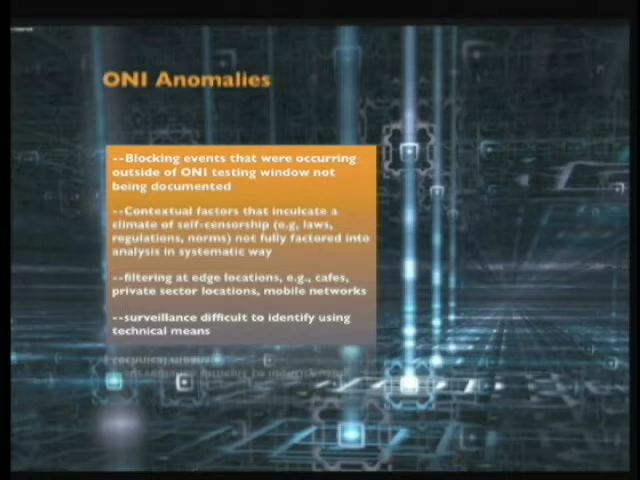 ONI Anomalies
--Blocking events that were occurring
outside of ONI testing window not
being documented
--Contextual factors that inculcate a
climate of self-censorship (e.g, laws,
regulations, norms) not fully factored into
analysis in systematic way
--filtering at edge locations, e.g., cafes,
private sector locations, mobile networks
--surveillance difficult to identify using
technical means